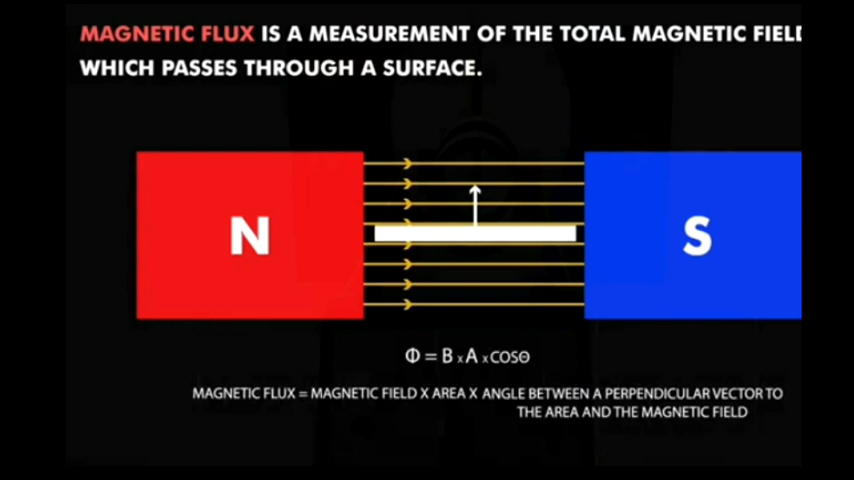 MAGNETIC FLUX IS A MEASUREMENT OF THE TOTAL MAGNETIC FIELD
WHICH PASSES THROUGH A SURFACE.
N
S
Φ = B x A x COSΘ
MAGNETIC FLUX = MAGNETIC FIELD X AREA X ANGLE BETWEEN A PERPENDICULAR VECTOR TO
THE AREA AND THE MAGNETIC FIELD